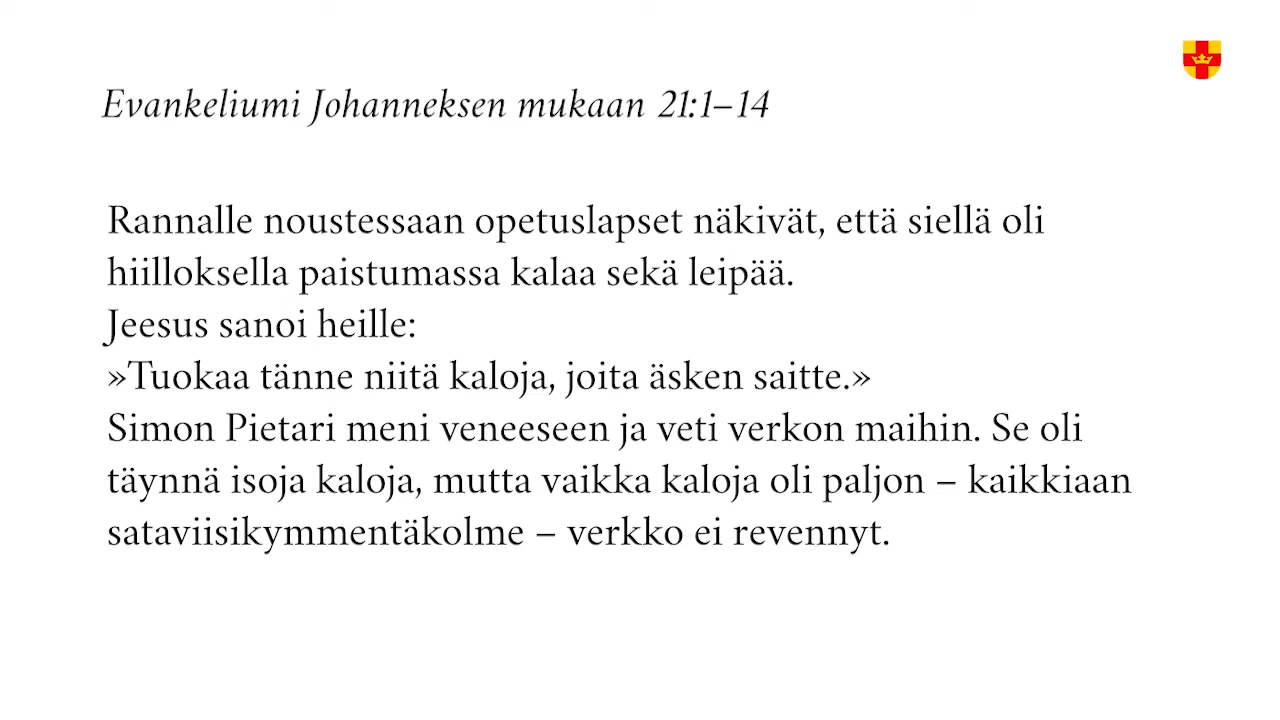 Evankeliumi Johanneksen mukaan 21:1–14
Rannalle noustessaan opetuslapset näkivät, että siellä oli
hiilloksella paistumassa kalaa sekä leipää.
Jeesus sanoi heille:
»Tuokaa tänne niitä kaloja, joita äsken saitte.»
Simon Pietari meni veneeseen ja veti verkon maihin. Se oli
täynnä isoja kaloja, mutta vaikka kaloja oli paljon – kaikkiaan
sataviisikymmentäkolme – verkko ei revennyt.